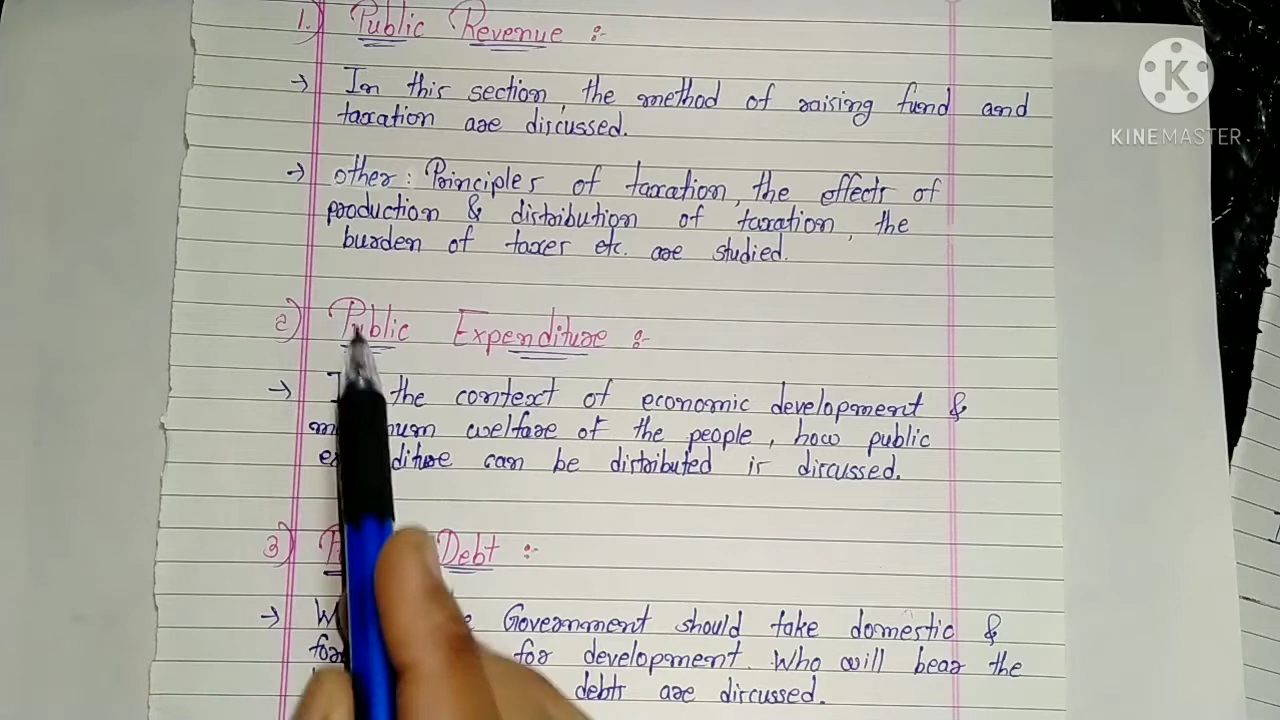 1.) Public Revenue :-
→ In this section, the method of raising fund and
taxation are discussed.
→ other: Principles of taxation, the effects of
production & distribution of taxation, the
burden of taxes etc. are studied.
2) Public Expenditure :-
→ the context of economic development &
welfare of the people, how public
can be distributed is discussed.
3) Debt :-
→ Government should take domestic &
for development. Who will bear the
debts are discussed.
K
KINEMASTER